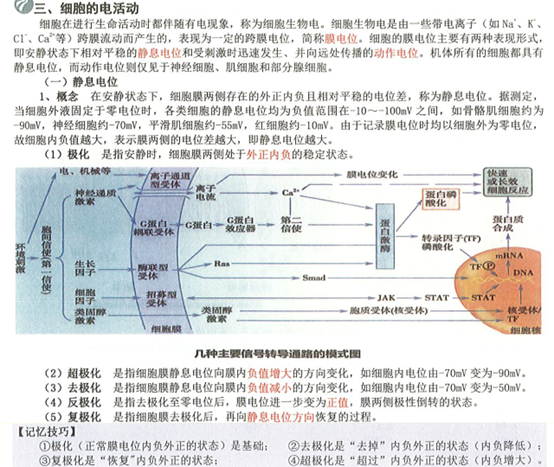 三、细胞的电活动
细胞在进行生命活动时都伴随有电现象，称为细胞生物电。细胞生物电是由一些带电离子（如Na⁺、K⁺、
Cl⁻、Ca²⁺等）跨膜流动而产生的，表现为一定的跨膜电位，简称膜电位。细胞的膜电位主要有两种表现形式，
即安静状态下相对平稳的静息电位和受刺激时迅速发生、并向远处传播的动作电位。机体所有的细胞都具有
静息电位，而动作电位则仅见于神经细胞、肌细胞和部分腺细胞。
（一）静息电位
1、概念 在安静状态下，细胞膜两侧存在的外正内负且相对平稳的电位差，称为静息电位。据测定，
当细胞外液固定于零电位时，各类细胞的静息电位均为负值范围在-10～-100mV 之间，如骨骼肌细胞约为
-90mV，神经细胞约-70mV，平滑肌细胞约-55mV，红细胞约-10mV。由于记录膜电位时均以细胞外为零电位，
故细胞内负值越大，表示膜两侧的电位差越大，即静息电位越大。
（1）极化 是指安静时，细胞膜两侧处于外正内负的稳定状态。
环境刺激
电、机械等
胞间信使(第一信使)
神经递质
激素
生长
因子
细胞
因子
类固醇
激素
离子通道
型受体
G蛋白
耦联受体
酶联型
受体
招募型
受体
细胞膜
离子
电流
Ca²⁺
膜电位变化
快速
或长效
细胞反应
G蛋白
G蛋白
效应器
第二
信使
蛋白激酶
蛋白磷
酸化
转录因子(TF)
磷酸化
蛋白质
合成
Ras
Smad
mRNA
TF P
DNA
JAK
STAT
STAT
类固醇
激素
胞质受体(核受体)
核受体/
TF
细胞核
几种主要信号转导通路的模式图
（2）超极化 是指细胞膜静息电位向膜内负值增大的方向变化，如细胞内电位由-70mV 变为-90mV。
（3）去极化 是指细胞膜静息电位向膜内负值减小的方向变化，如细胞内电位由-70mV 变为-50mV。
（4）反极化 是指去极化至零电位后，膜电位进一步变为正值，膜两侧极性倒转的状态。
（5）复极化 是指细胞膜去极化后，再向静息电位方向恢复的过程。
【记忆技巧】
①极化（正常膜电位内负外正的状态）是基础； ②去极化是“去掉”内负外正的状态（内负降低）；
③复极化是“恢复”内负外正的状态； ④超极化是“超过”内负外正的状态（内负增大）。